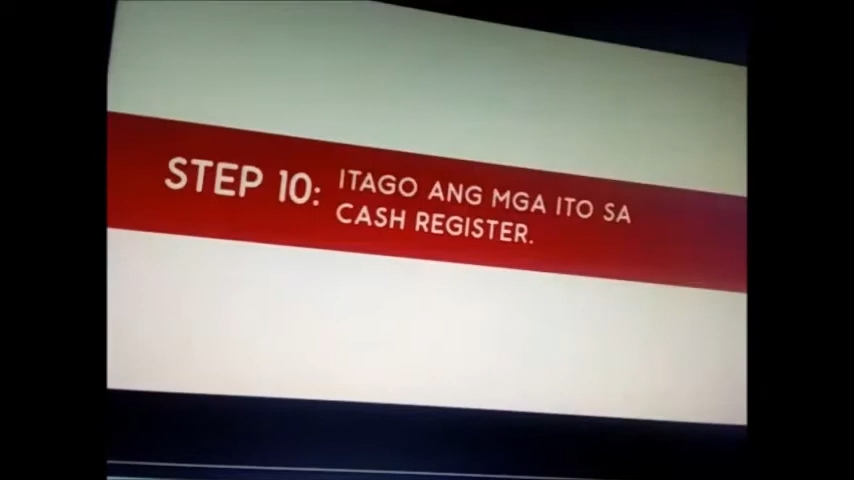 STEP 10: ITAGO ANG MGA ITO SA
CASH REGISTER.